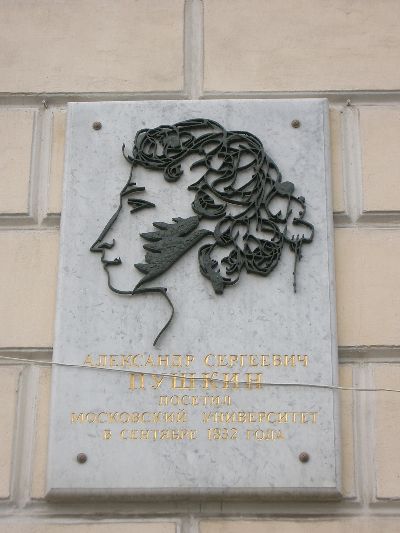 АЛЕКСАНДР СЕРГЕЕВИЧ
ПУШКИН
ПОСЕТИЛ
МОСКОВСКИЙ УНИВЕРСИТЕТ
В СЕНТЯБРЕ 1832 ГОДА